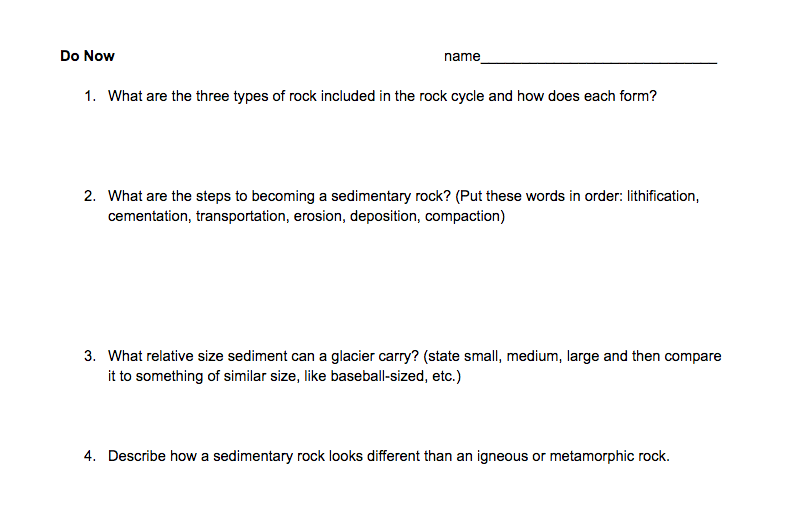 Do Now name______________________________
1. What are the three types of rock included in the rock cycle and how does each form?
2. What are the steps to becoming a sedimentary rock? (Put these words in order: lithification,
cementation, transportation, erosion, deposition, compaction)
3. What relative size sediment can a glacier carry? (state small, medium, large and then compare
it to something of similar size, like baseball-sized, etc.)
4. Describe how a sedimentary rock looks different than an igneous or metamorphic rock.